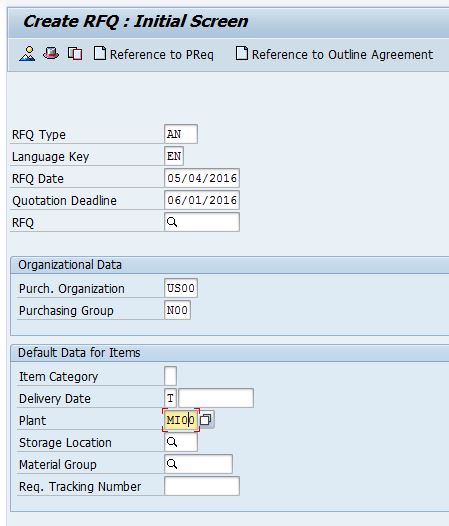 Create RFQ : Initial Screen
Reference to PReq Reference to Outline Agreement
RFQ Type AN
Language Key EN
RFQ Date 05/04/2016
Quotation Deadline 06/01/2016
RFQ
Organizational Data
Purch. Organization US00
Purchasing Group N00
Default Data for Items
Item Category
Delivery Date T
Plant MI00
Storage Location
Material Group
Req. Tracking Number